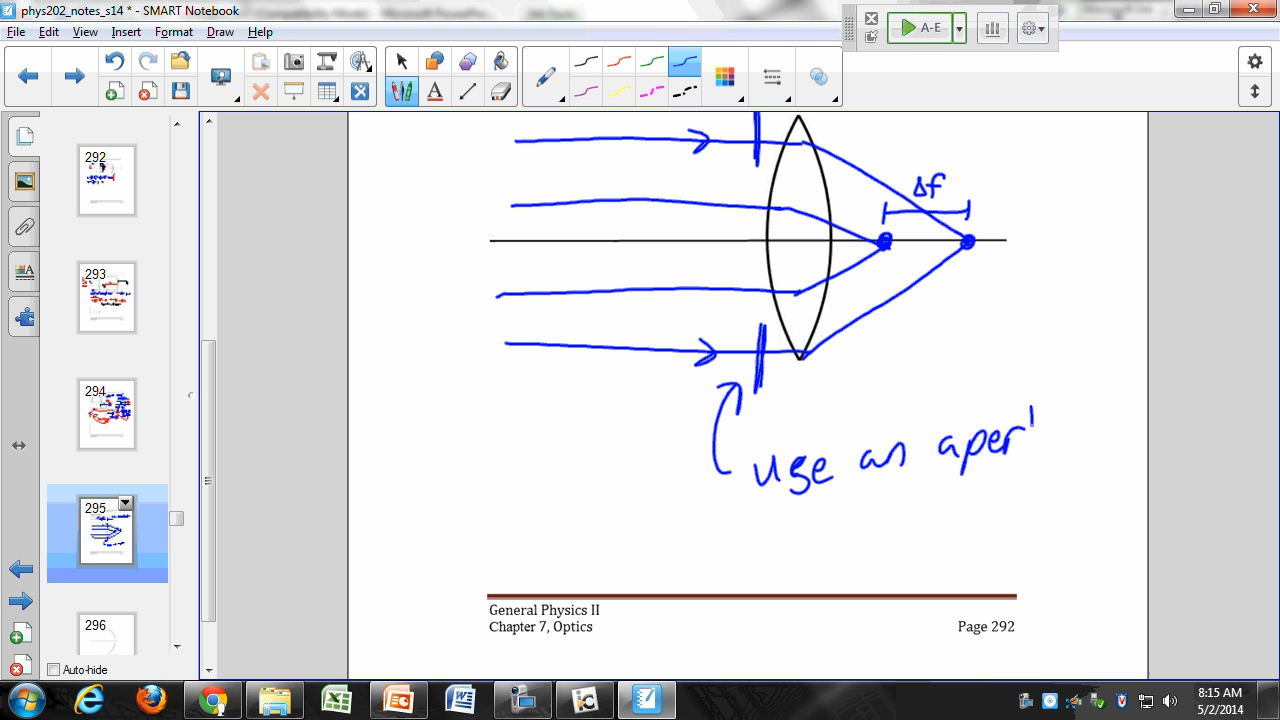 phys202_notes_s14 * - SMART Notebook
File Edit View Insert Format Draw Help
A-E
292
293
294
295
296
Auto-hide
Δf
use an aper
General Physics II
Chapter 7, Optics
Page 292
8:15 AM
5/2/2014